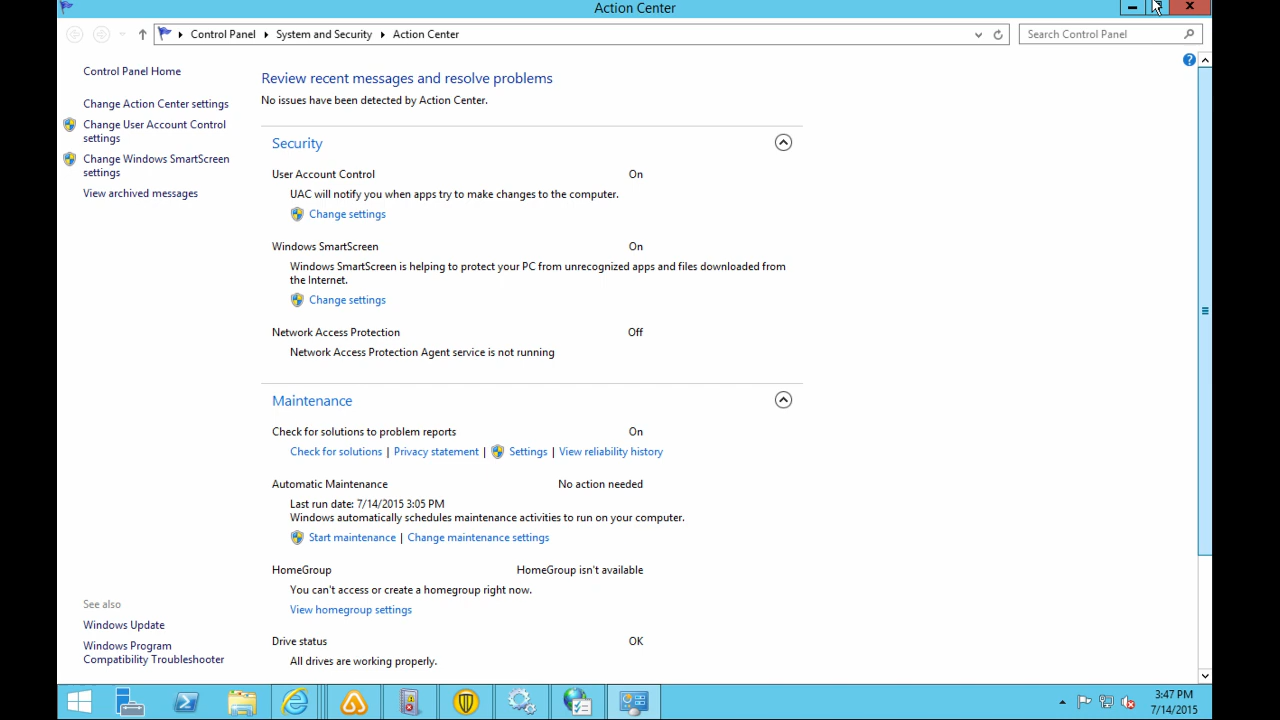 Action Center
Control Panel System and Security Action Center
Search Control Panel
Control Panel Home
Change Action Center settings
Change User Account Control
settings
Change Windows SmartScreen
settings
View archived messages
Review recent messages and resolve problems
No issues have been detected by Action Center.
Security
User Account Control On
UAC will notify you when apps try to make changes to the computer.
Change settings
Windows SmartScreen On
Windows SmartScreen is helping to protect your PC from unrecognized apps and files downloaded from
the Internet.
Change settings
Network Access Protection Off
Network Access Protection Agent service is not running
Maintenance
Check for solutions to problem reports On
Check for solutions | Privacy statement | Settings | View reliability history
Automatic Maintenance No action needed
Last run date: 7/14/2015 3:05 PM
Windows automatically schedules maintenance activities to run on your computer.
Start maintenance | Change maintenance settings
HomeGroup HomeGroup isn't available
You can't access or create a homegroup right now.
View homegroup settings
Drive status OK
All drives are working properly.
See also
Windows Update
Windows Program
Compatibility Troubleshooter
3:47 PM
7/14/2015